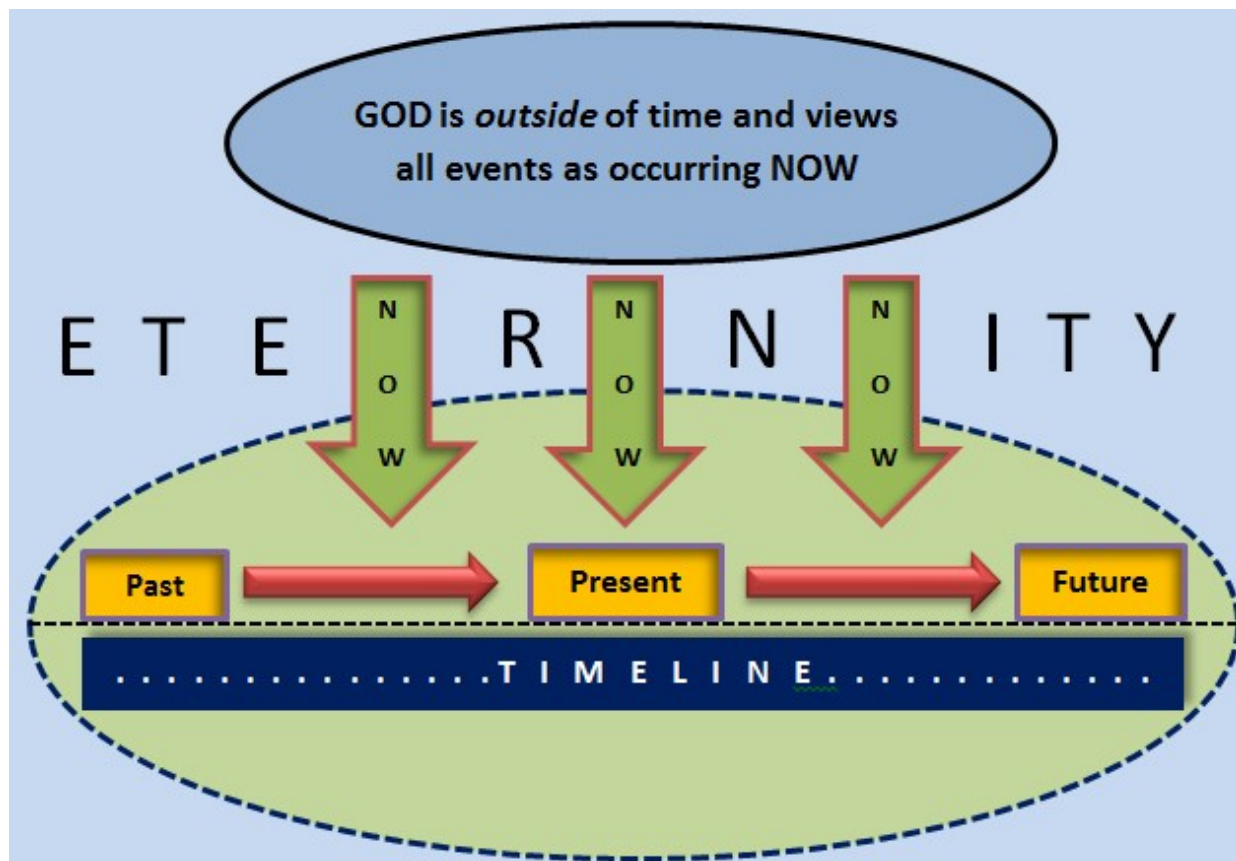 GOD is outside of time and views
all events as occurring NOW
E T E R N I T Y
N O W
N O W
N O W
Past
Present
Future
. . . . . . . . . . . . . . . T I M E L I N E . . . . . . . . . . . . . .